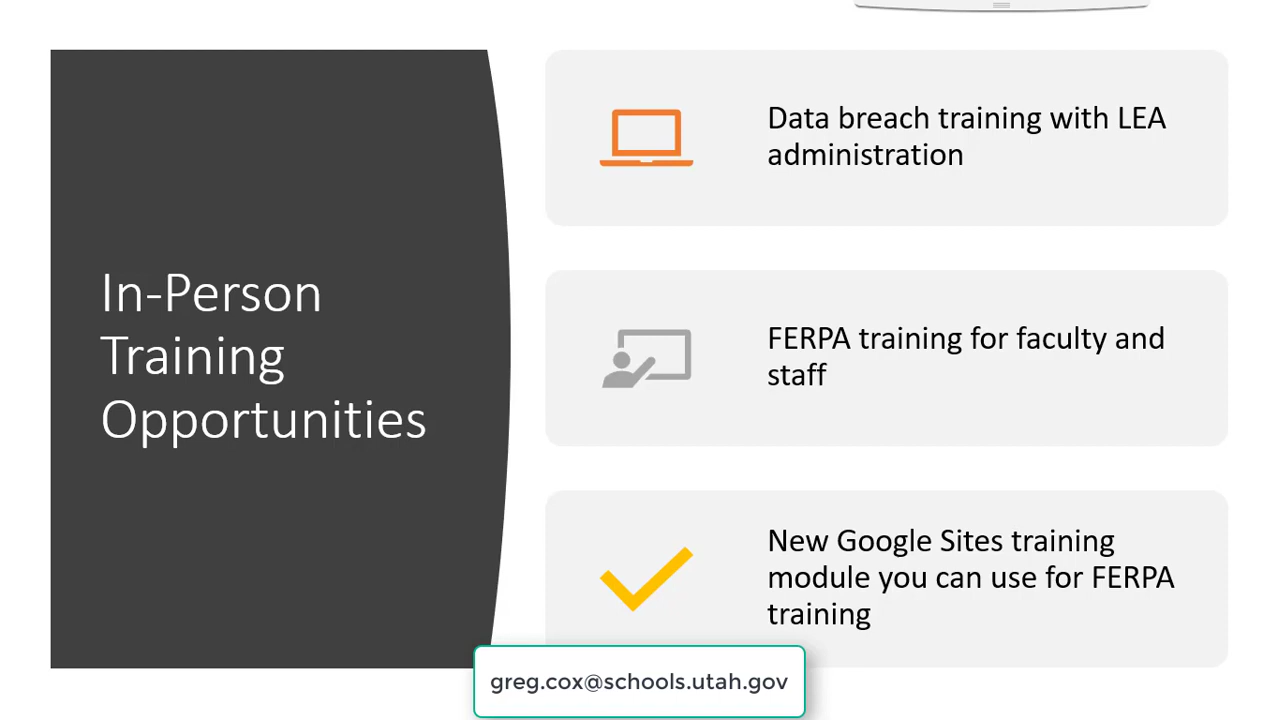 In-Person
Training
Opportunities
Data breach training with LEA
administration
FERPA training for faculty and
staff
New Google Sites training
module you can use for FERPA
training
greg.cox@schools.utah.gov